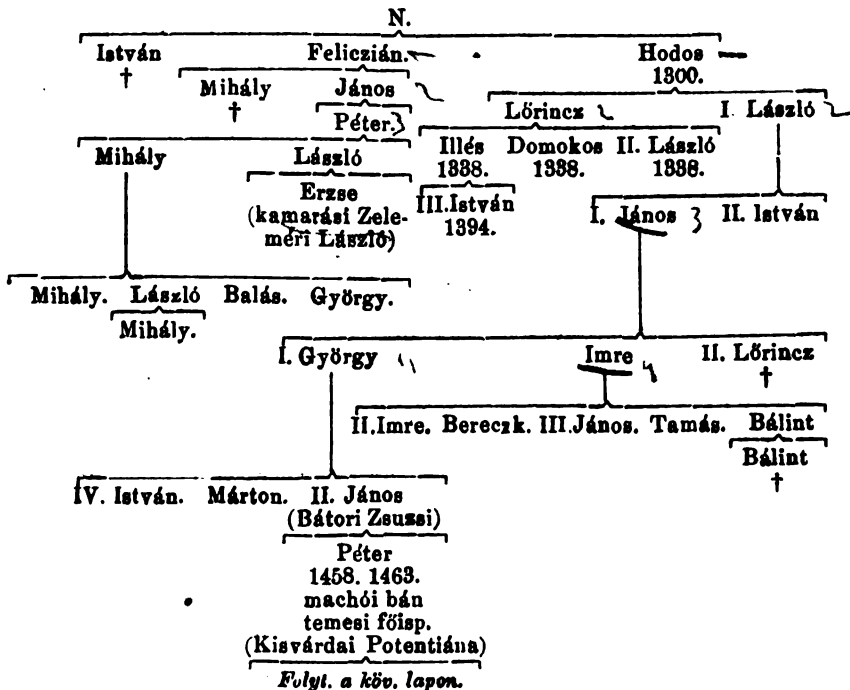 N.
István Feliczián. Hodos
† 1300.
Mihály János Lőrincz I. László
†
Péter. Illés Domokos II. László
1338. 1338. 1338.
Mihály László III. István I. János II. István
1394.
Erzse
(kamarási Zele-
méri László)
Mihály. László Balás. György.
Mihály.
I. György Imre II. Lőrincz
†
II. Imre. Bereczk. III. János. Tamás. Bálint
Bálint
†
IV. István. Márton. II. János
(Bátori Zsuzsi)
Péter
1458. 1463.
machói bán
temesi főisp.
(Kisvárdai Potentiána)
Folyt. a köv. lapon.